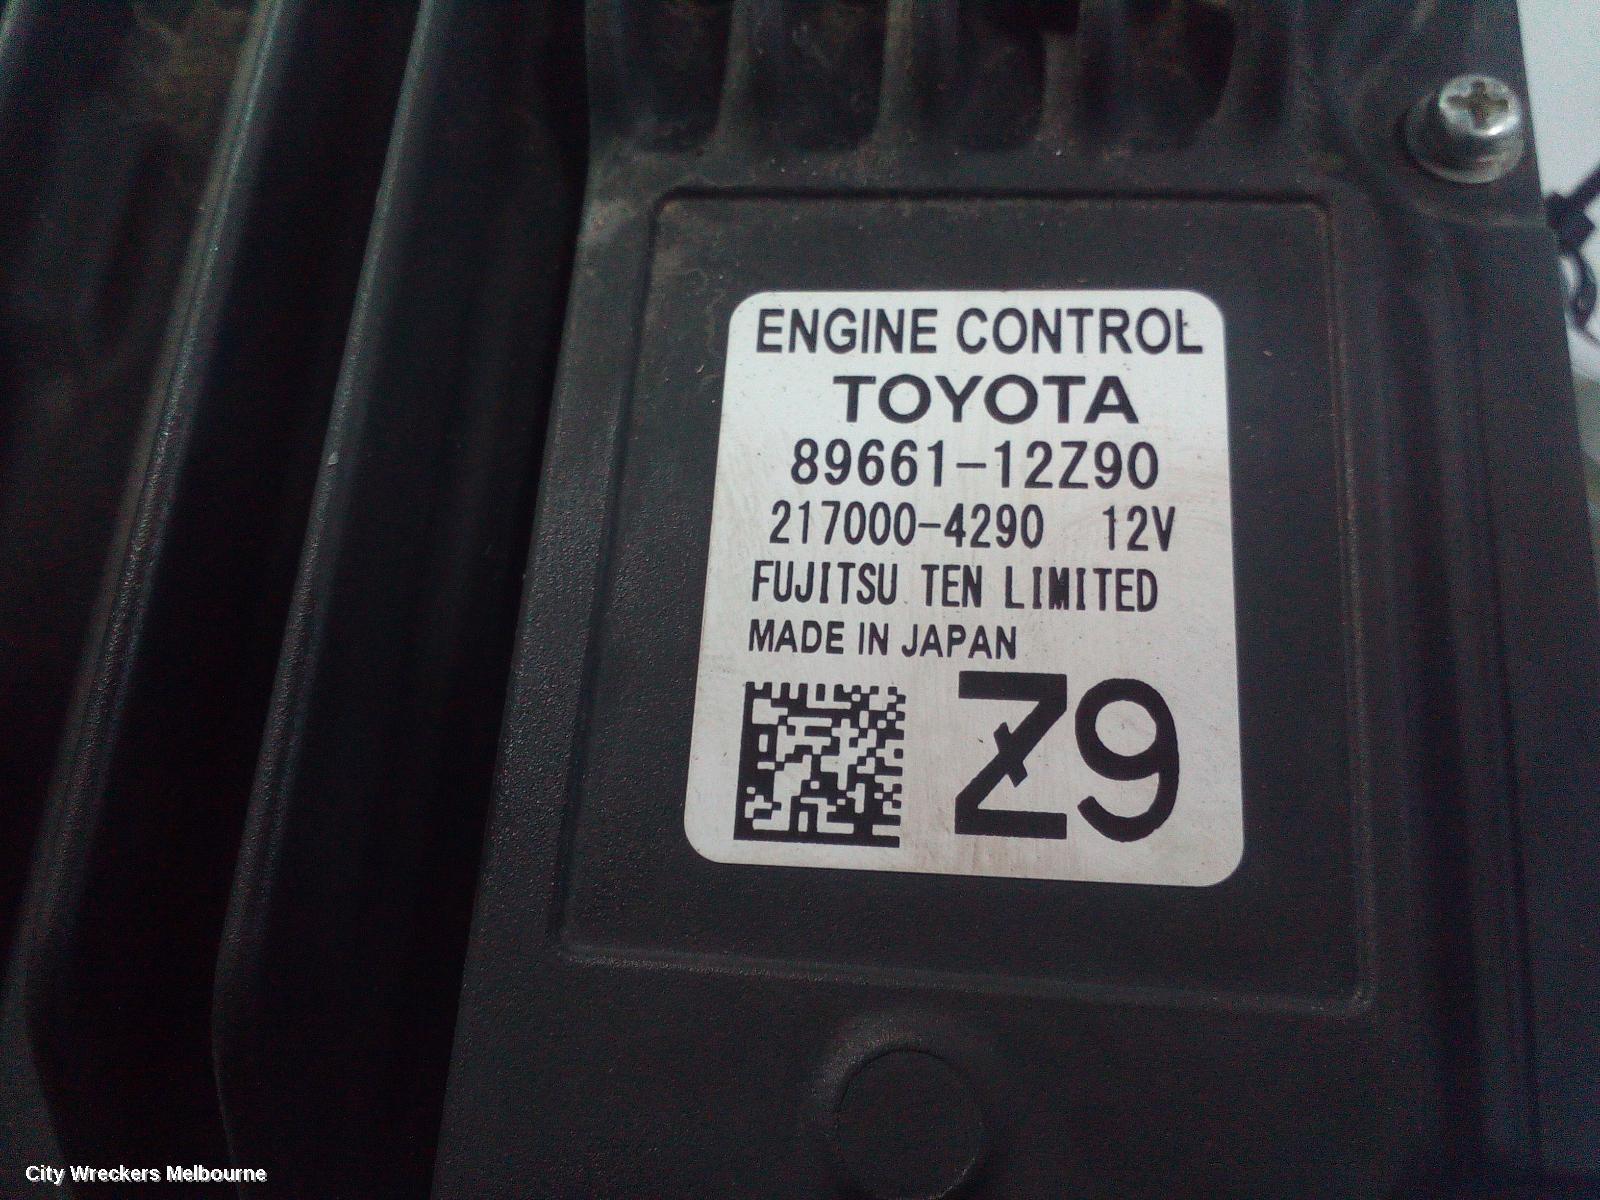 ENGINE CONTROL
TOYOTA
89661-12Z90
217000-4290 12V
FUJITSU TEN LIMITED
MADE IN JAPAN
Z9
City Wreckers Melbourne